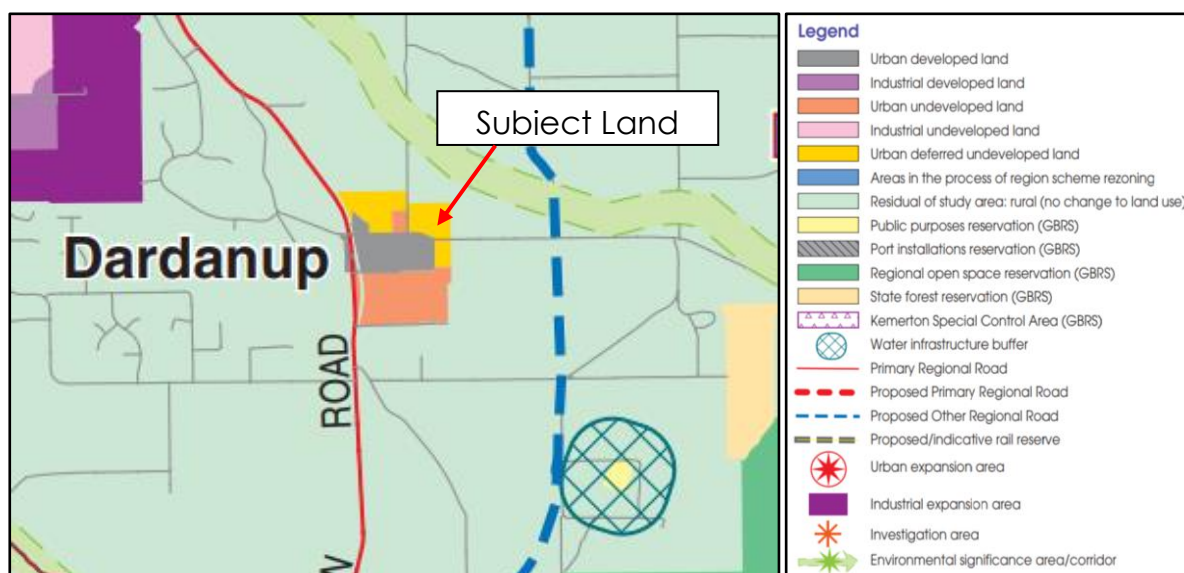 Subject Land
Dardanup
ROAD
W
Legend
Urban developed land
Industrial developed land
Urban undeveloped land
Industrial undeveloped land
Urban deferred undeveloped land
Areas in the process of region scheme rezoning
Residual of study area: rural (no change to land use)
Public purposes reservation (GBRS)
Port installations reservation (GBRS)
Regional open space reservation (GBRS)
State forest reservation (GBRS)
Kemerton Special Control Area (GBRS)
Water infrastructure buffer
Primary Regional Road
Proposed Primary Regional Road
Proposed Other Regional Road
Proposed/indicative rail reserve
Urban expansion area
Industrial expansion area
Investigation area
Environmental significance area/corridor